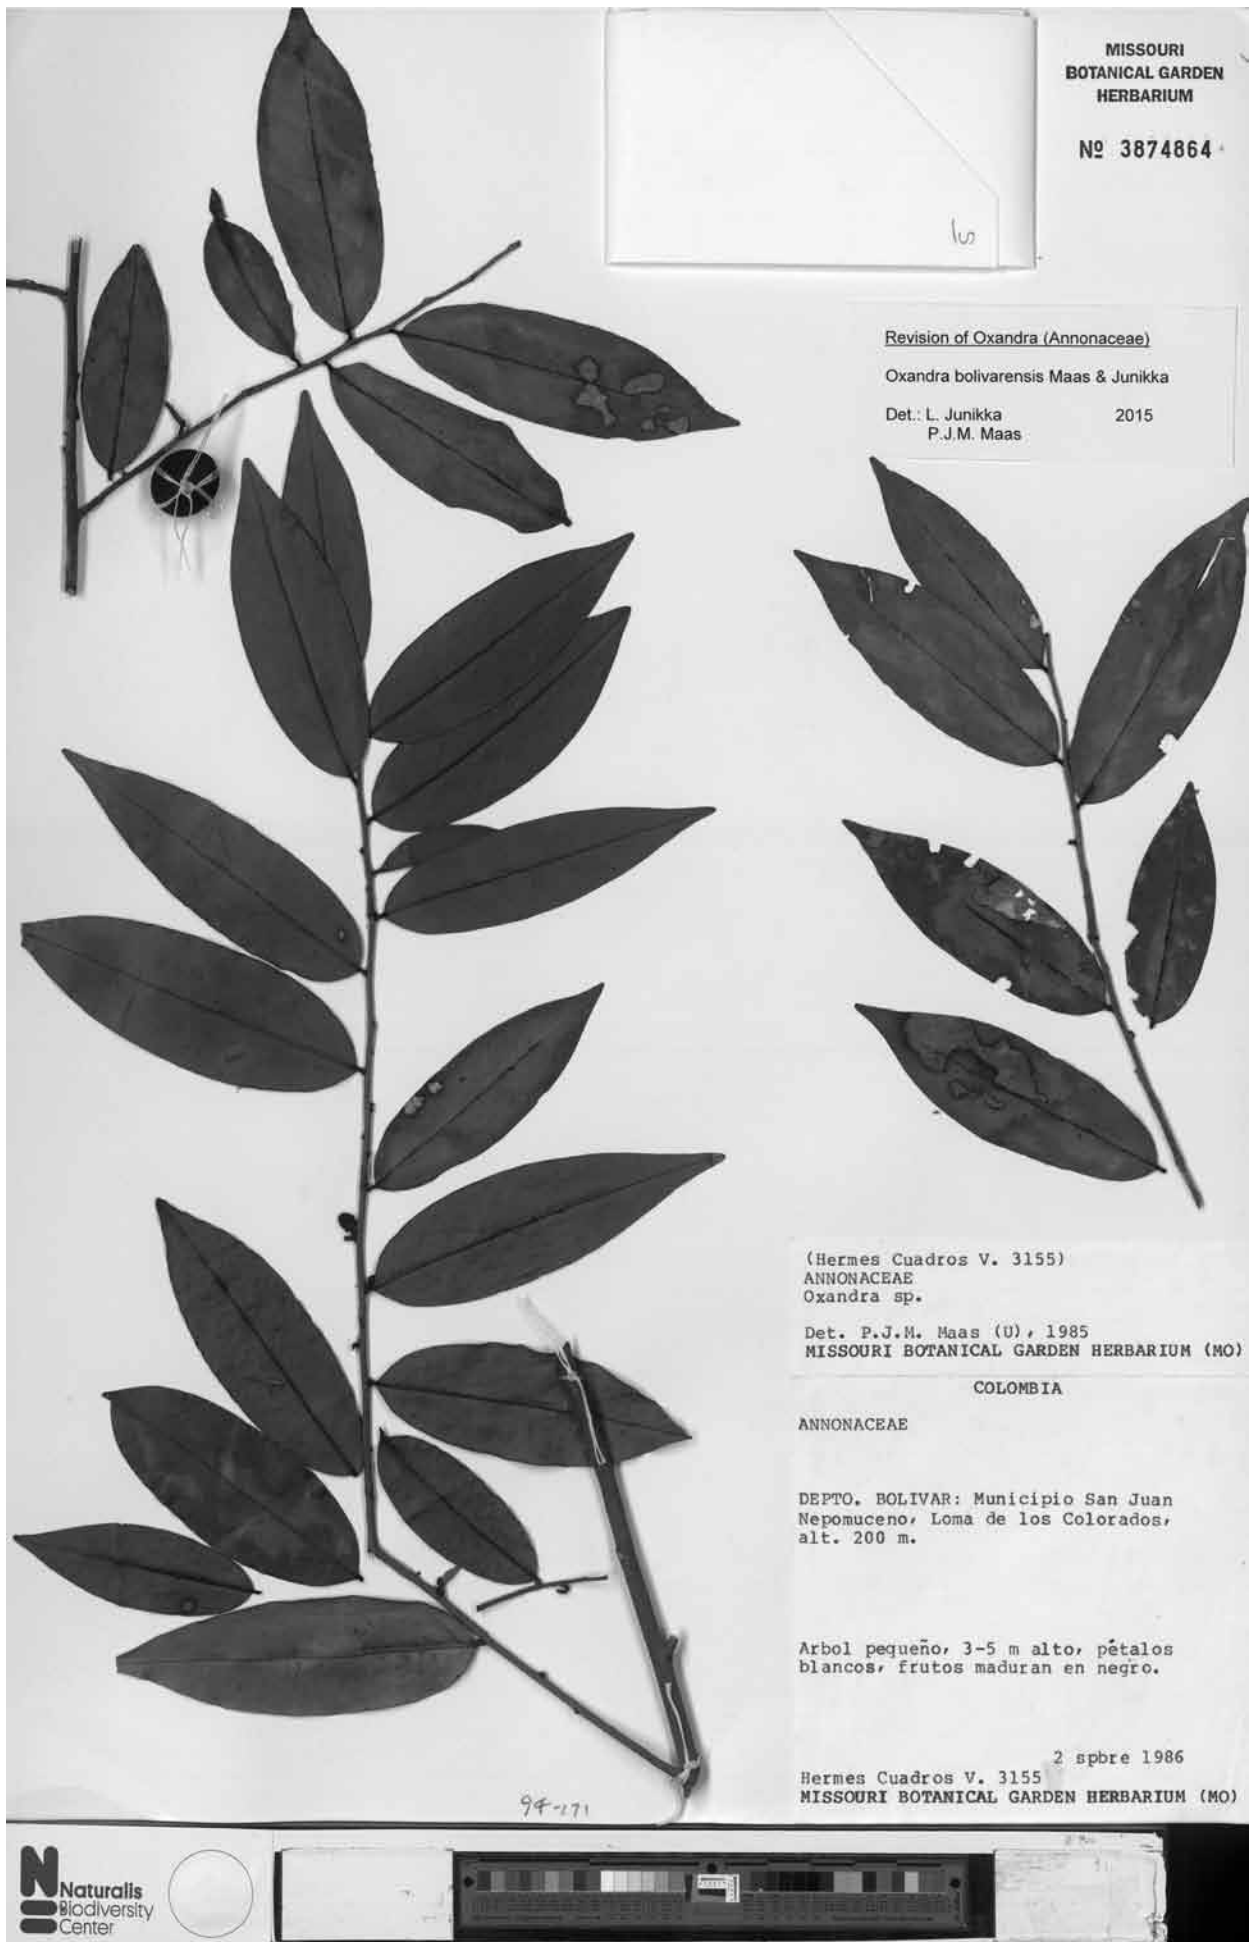 MISSOURI
BOTANICAL GARDEN
HERBARIUM
Nº 3874864
Revision of Oxandra (Annonaceae)
Oxandra bolivarensis Maas & Junikka
Det.: L. Junikka 2015
P.J.M. Maas
(Hermes Cuadros V. 3155)
ANNONACEAE
Oxandra sp.
Det. P.J.M. Maas (U), 1985
MISSOURI BOTANICAL GARDEN HERBARIUM (MO)
COLOMBIA
ANNONACEAE
DEPTO. BOLIVAR: Municipio San Juan
Nepomuceno, Loma de los Colorados,
alt. 200 m.
Arbol pequeño, 3-5 m alto, pétalos
blancos, frutos maduran en negro.
2 spbre 1986
Hermes Cuadros V. 3155
MISSOURI BOTANICAL GARDEN HERBARIUM (MO)
94-171
Naturalis
Biodiversity
Center